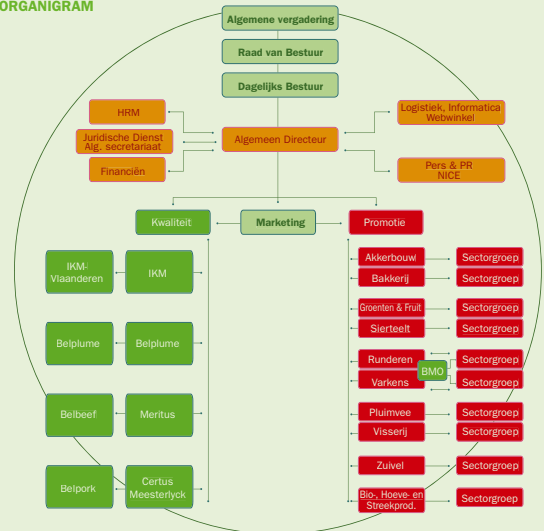 ORGANIGRAM
Algemene vergadering
Raad van Bestuur
Dagelijks Bestuur
HRM
Logistiek, Informatica
Webwinkel
Juridische Dienst
Alg. secretariaat
Algemeen Directeur
Financiën
Pers & PR
NICE
Kwaliteit
Marketing
Promotie
IKM-
Vlaanderen
IKM
Belplume
Belplume
Belbeef
Meritus
Belpork
Certus
Meesterlyck
Akkerbouw
Sectorgroep
Bakkerij
Sectorgroep
Groenten & Fruit
Sectorgroep
Sierteelt
Sectorgroep
Runderen
Sectorgroep
BMO
Varkens
Sectorgroep
Pluimvee
Sectorgroep
Visserij
Sectorgroep
Zuivel
Sectorgroep
Bio-, Hoeve- en
Streekprod.
Sectorgroep